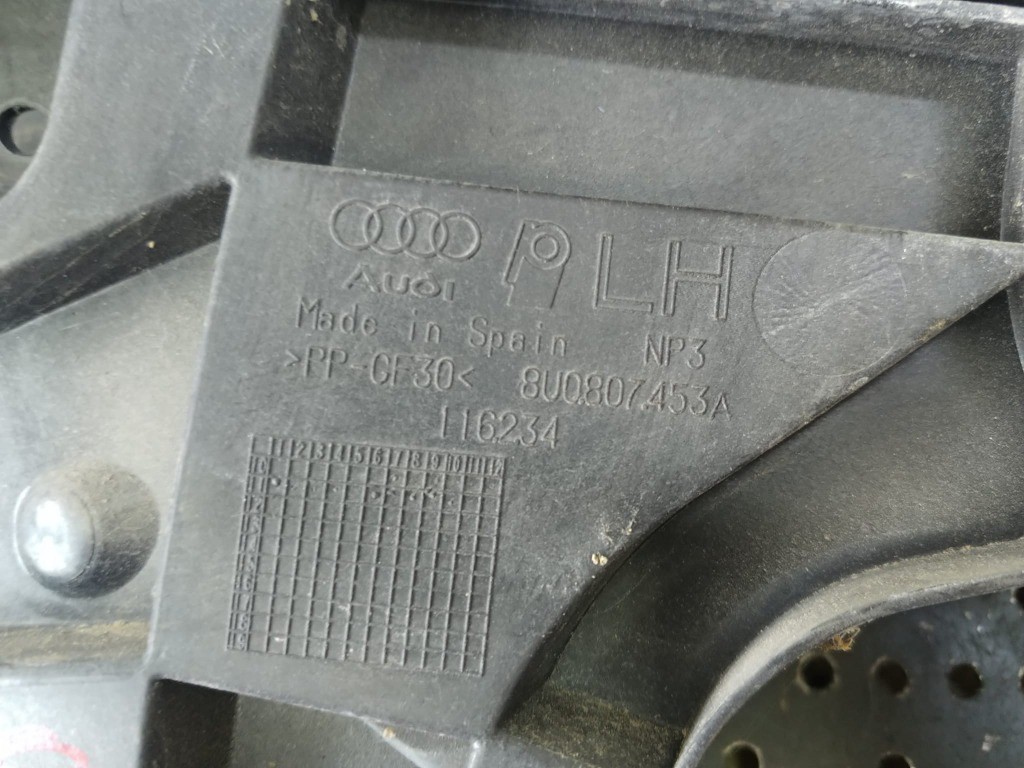 Audi
LH
Made in Spain
NP3
>PP-GF30<
8U0807453A
116234